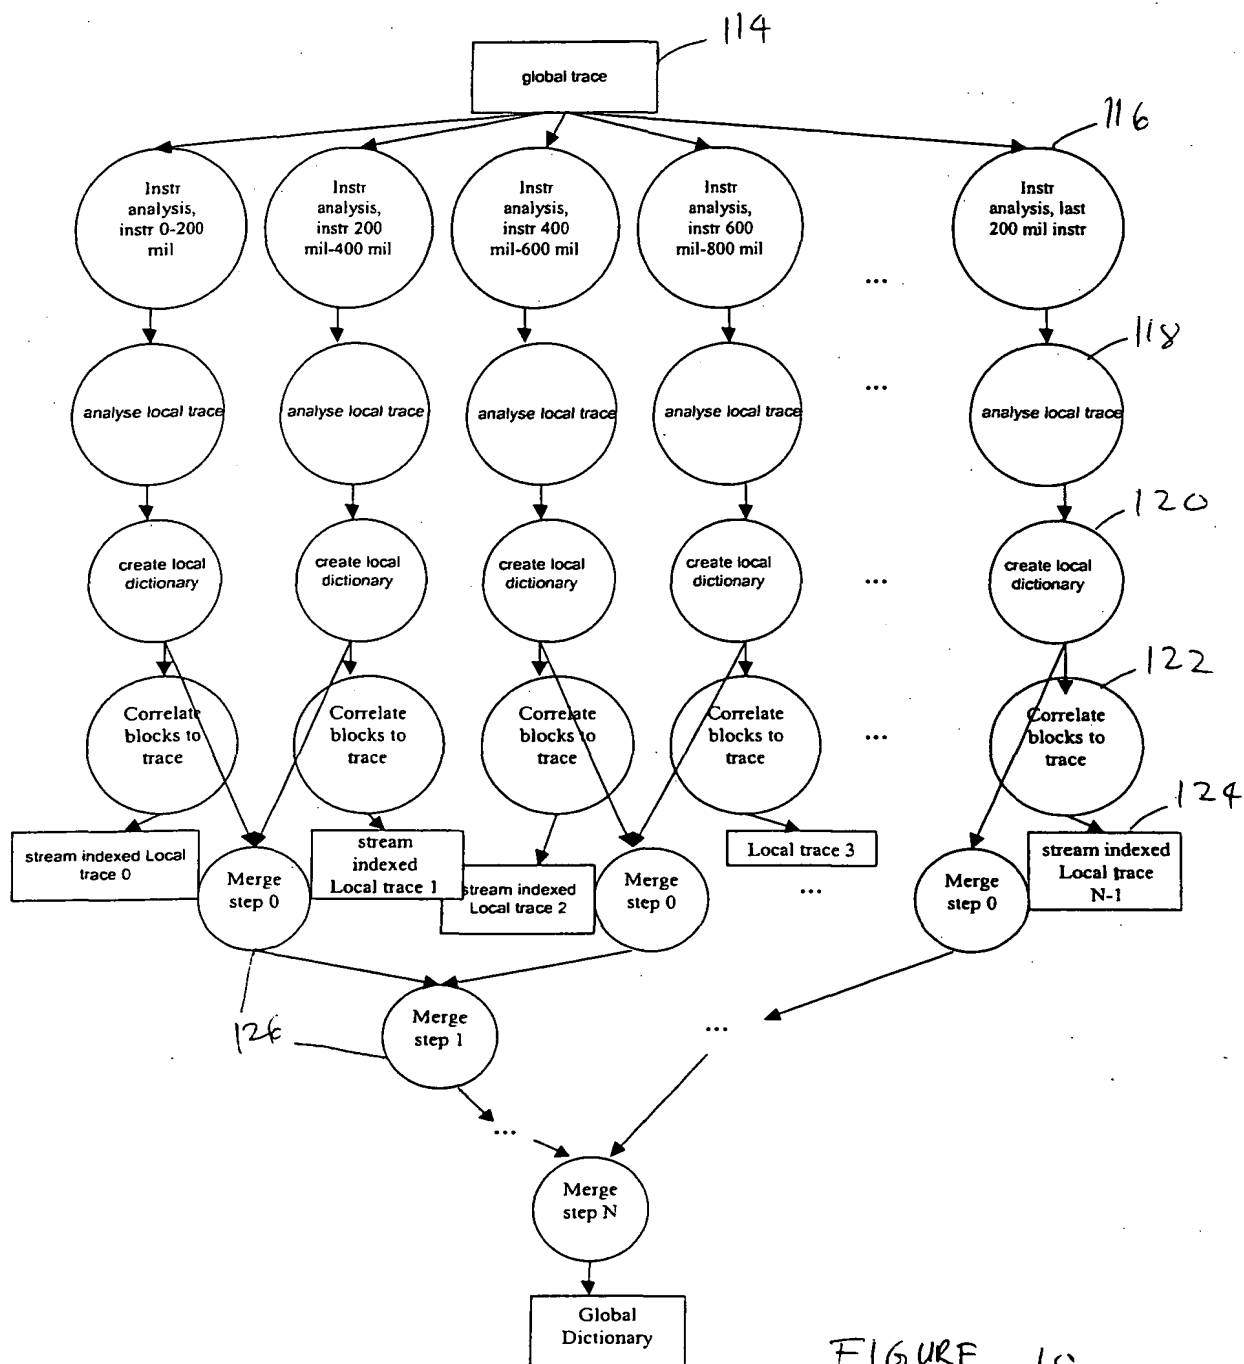 114
global trace
116
Instr
analysis,
instr 0-200
mil
Instr
analysis,
instr 200
mil-400 mil
Instr
analysis,
instr 400
mil-600 mil
Instr
analysis,
instr 600
mil-800 mil
...
Instr
analysis, last
200 mil instr
118
analyse local trace
analyse local trace
analyse local trace
analyse local trace
...
analyse local trace
120
create local
dictionary
create local
dictionary
create local
dictionary
create local
dictionary
...
create local
dictionary
122
Correlate
blocks to
trace
Correlate
blocks to
trace
Correlate
blocks to
trace
Correlate
blocks to
trace
...
Correlate
blocks to
trace
124
stream indexed Local
trace 0
Merge
step 0
stream
indexed
Local trace 1
stream indexed
Local trace 2
Merge
step 0
Local trace 3
...
Merge
step 0
stream indexed
Local trace
N-1
126
Merge
step 1
...
...
Merge
step N
Global
Dictionary
FIGURE 10